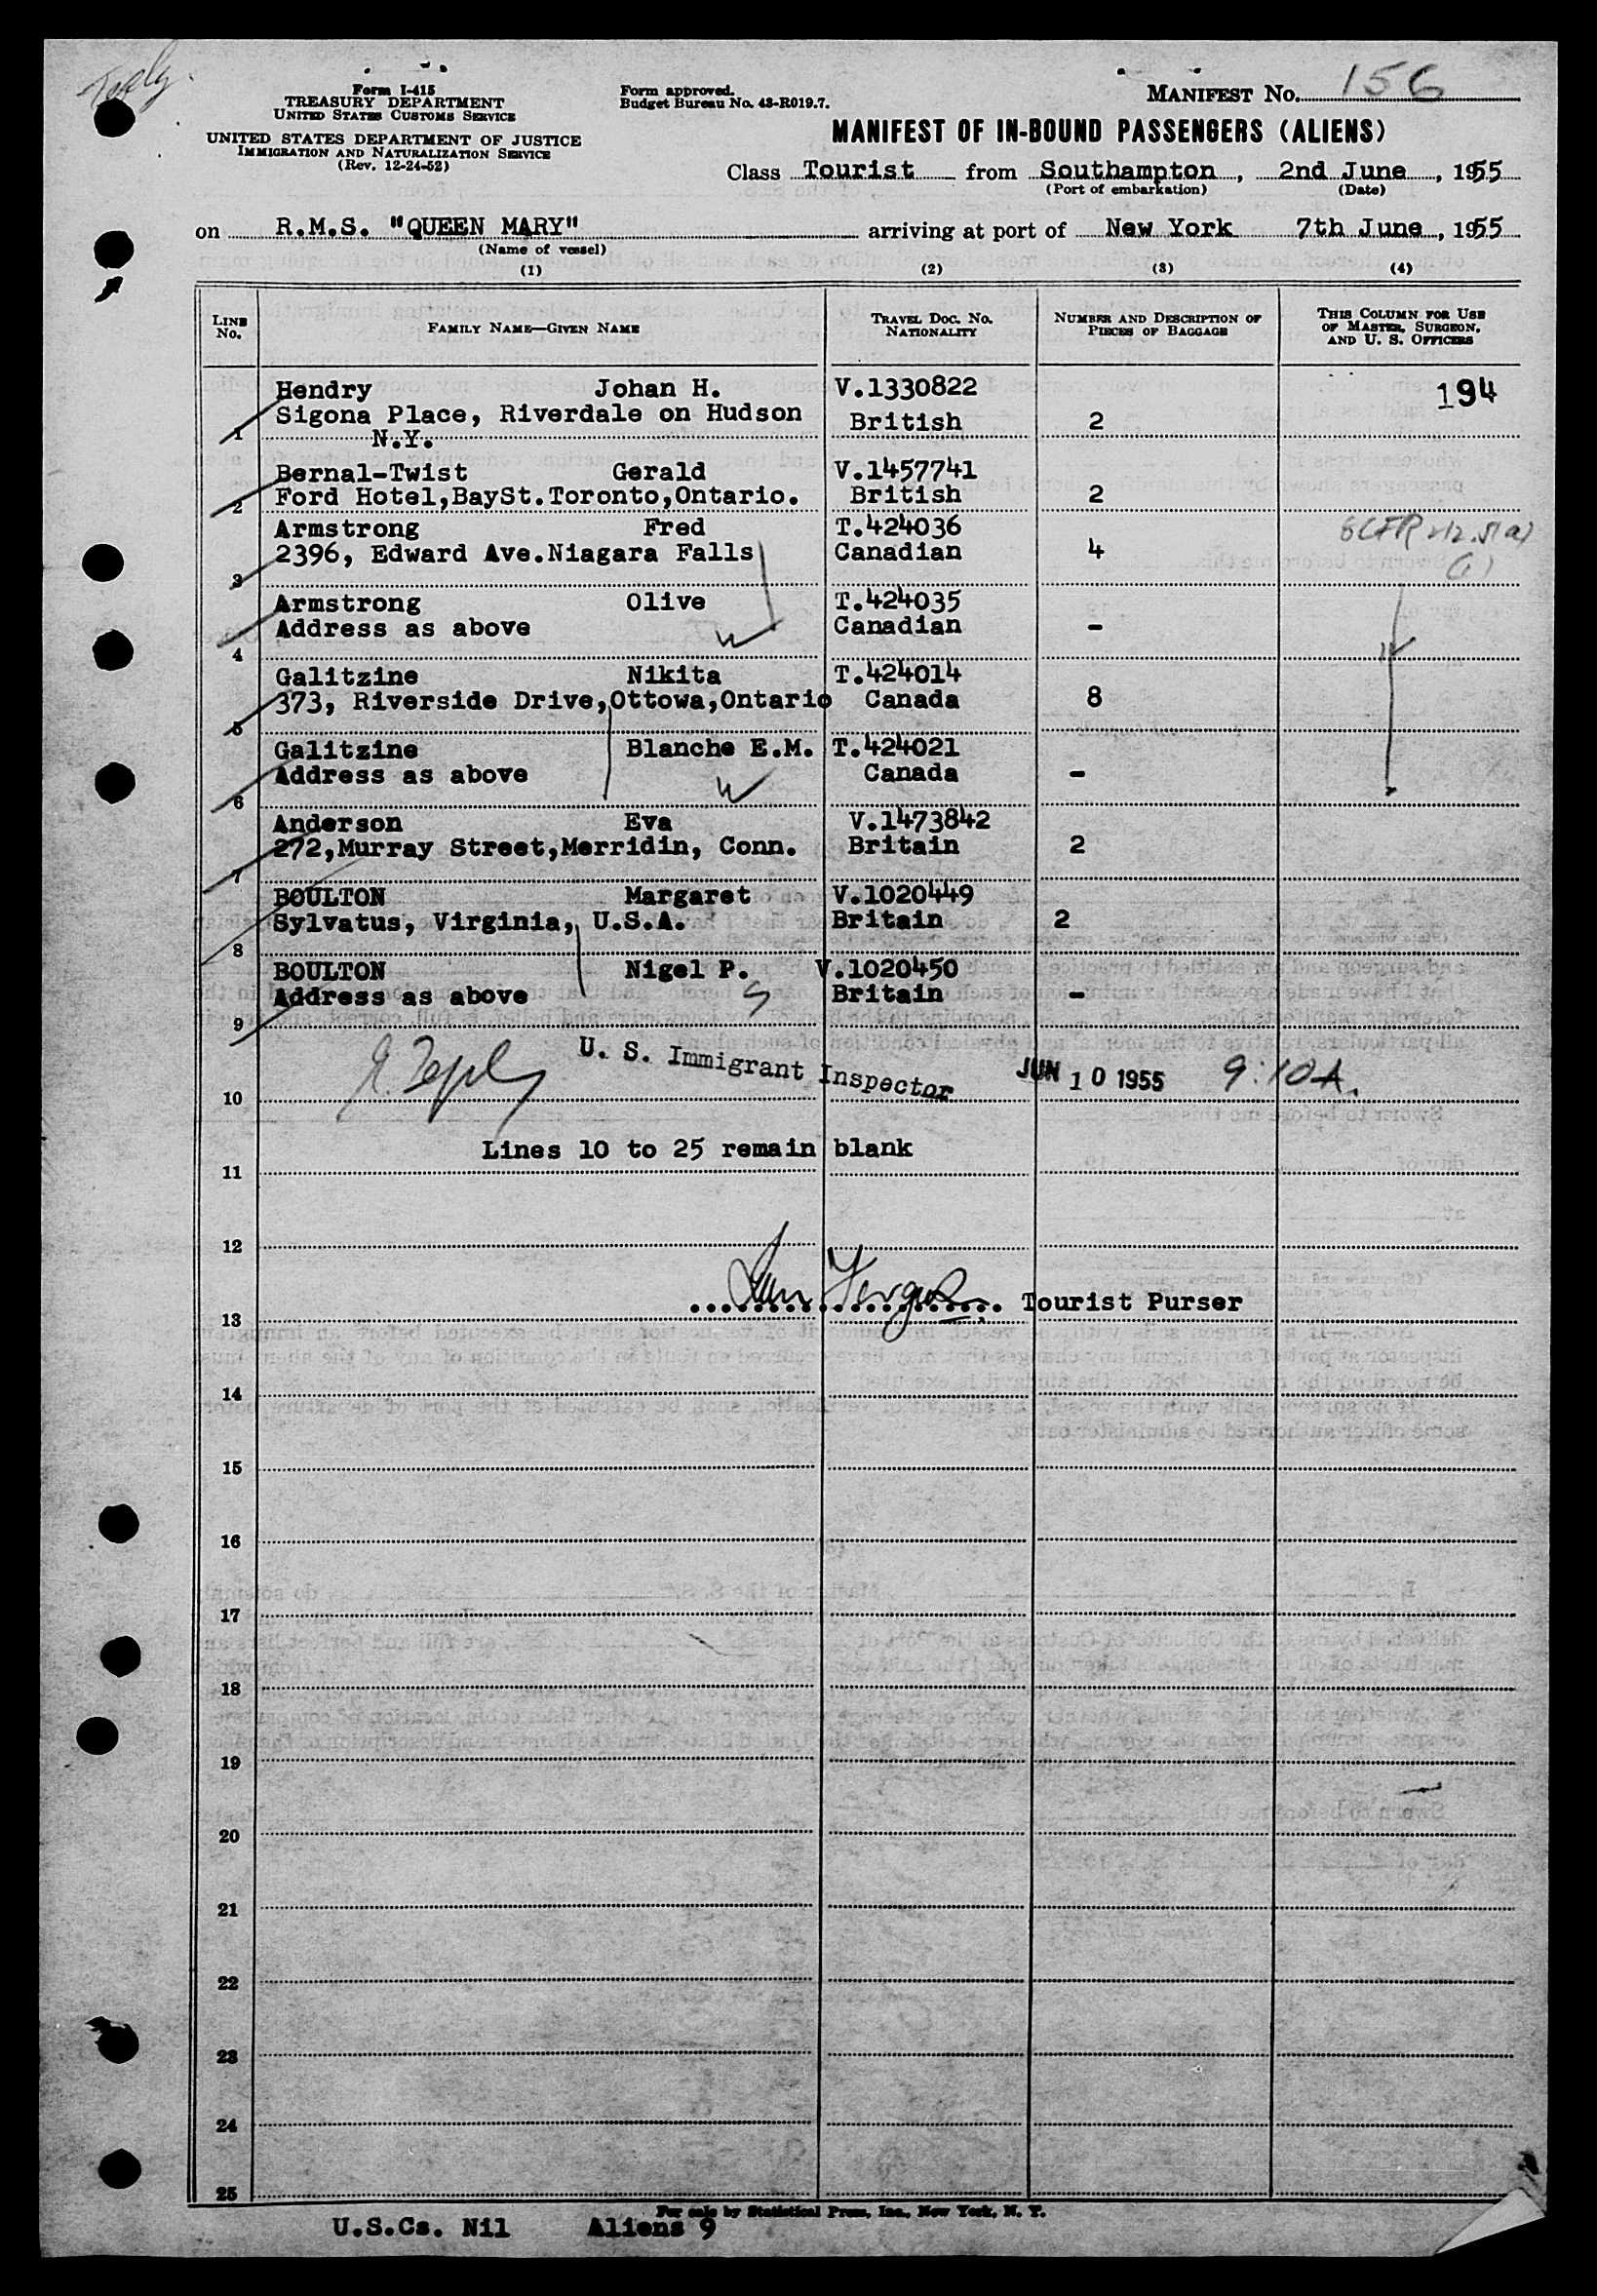 Form I-415
TREASURY DEPARTMENT
UNITED STATES CUSTOMS SERVICE
UNITED STATES DEPARTMENT OF JUSTICE
IMMIGRATION AND NATURALIZATION SERVICE
(Rev. 12-24-52)
Form approved.
Budget Bureau No. 43-R019.7.
MANIFEST NO. 156
MANIFEST OF IN-BOUND PASSENGERS (ALIENS)
Class Tourist from Southampton, 2nd June, 1955
(Port of embarkation) (Date)
on R.M.S. "QUEEN MARY" arriving at port of New York 7th June, 1955
(Name of vessel)
(1) (2) (3) (4)
LINE No. FAMILY NAME—GIVEN NAME TRAVEL DOC. NO. NATIONALITY NUMBER AND DESCRIPTION OF PIECES OF BAGGAGE THIS COLUMN FOR USE OF MASTER, SURGEON, AND U. S. OFFICERS
Hendry Johan H. V.1330822 194
Sigona Place, Riverdale on Hudson British 2
1 N.Y.
Bernal-Twist Gerald V.1457741
2 Ford Hotel,BaySt.Toronto,Ontario. British 2
Armstrong Fred T.424036
2396, Edward Ave.Niagara Falls Canadian 4
3
Armstrong Olive T.424035
Address as above Canadian -
4
Galitzine Nikita T.424014
373, Riverside Drive,Ottowa,Ontario Canada 8
5
Galitzine Blanche E.M. T.424021
Address as above Canada -
6
Anderson Eva V.1473842
272,Murray Street,Merridin, Conn. Britain 2
7
BOULTON Margaret V.1020449
Sylvatus, Virginia, U.S.A. Britain 2
8
BOULTON Nigel P. V.1020450
Address as above Britain -
9
U. S. Immigrant Inspector JUN 10 1955 9:10 A.
10
Lines 10 to 25 remain blank
11
12
Tourist Purser
13
14
15
16
17
18
19
20
21
22
23
24
25
For sale by Statistical Press, Inc., New York, N. Y.
U.S.Cs. Nil Aliens 9